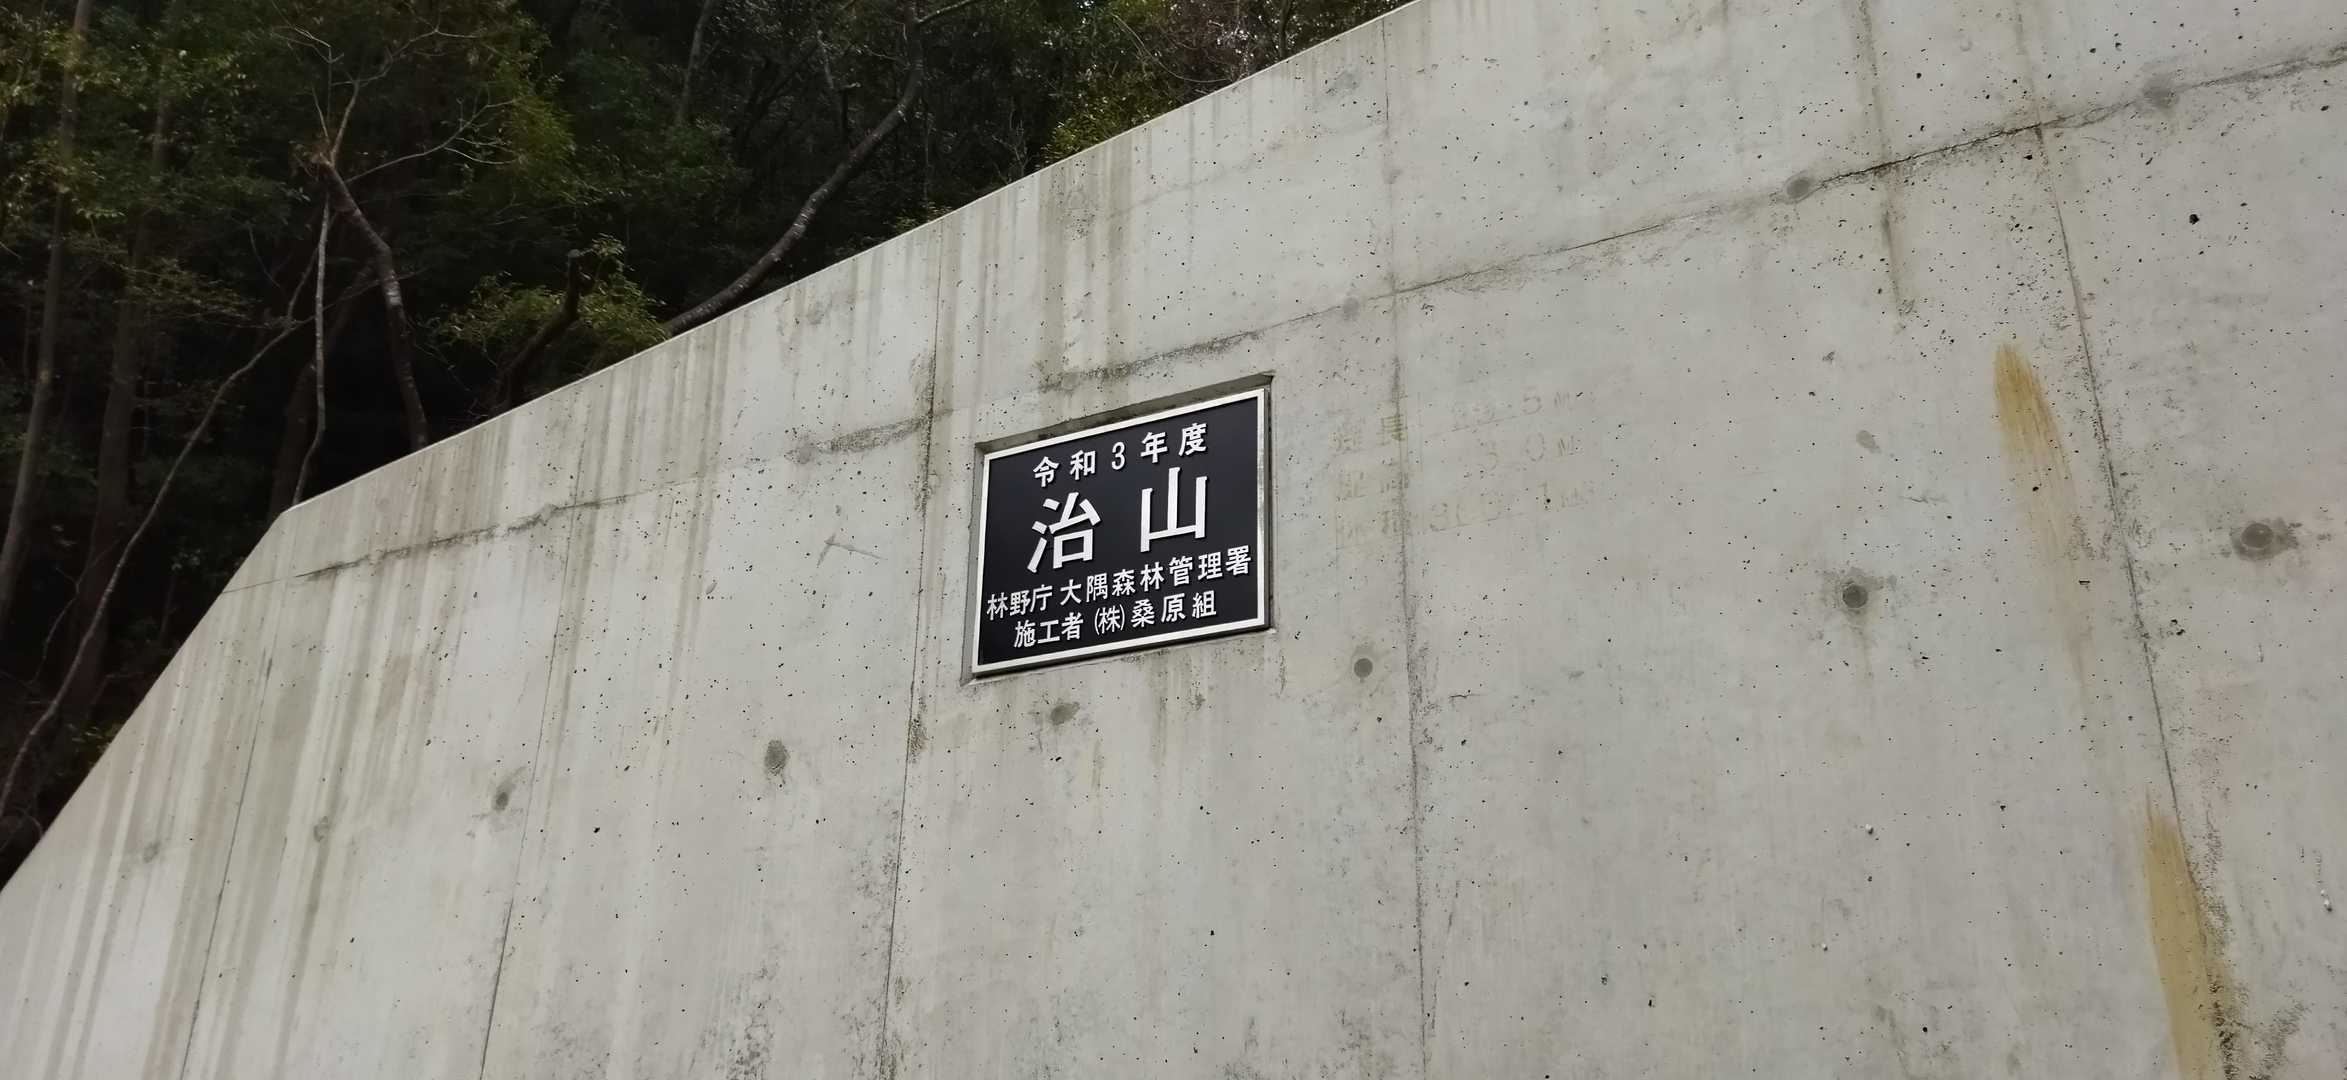 令和3年度
治山
林野庁 大隅森林管理署
施工者 ㈱桑原組